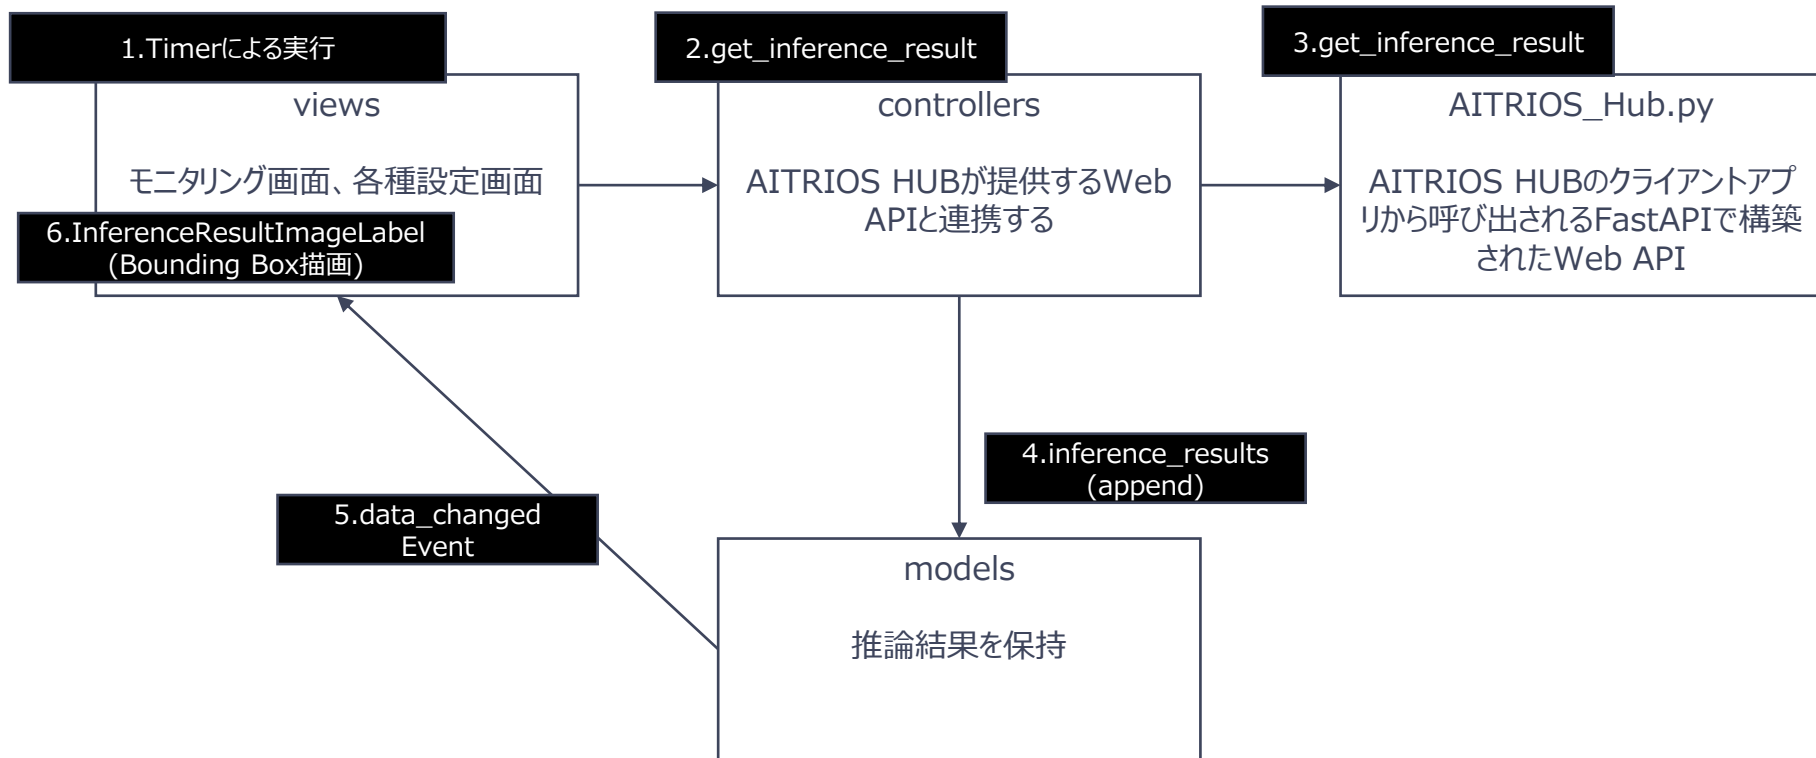 1.Timerによる実行
views
モニタリング画面、各種設定画面
6.InferenceResultImageLabel
(Bounding Box描画)
2.get_inference_result
controllers
AITRIOS HUBが提供するWeb
APIと連携する
3.get_inference_result
AITRIOS_Hub.py
AITRIOS HUBのクライアントアプ
リから呼び出されるFastAPIで構築
されたWeb API
4.inference_results
(append)
5.data_changed
Event
models
推論結果を保持